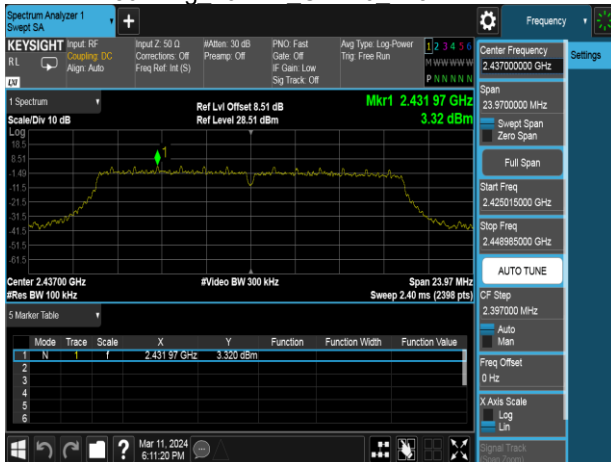 Spectrum Analyzer 1
Swept SA
+
Frequency
KEYSIGHT
RL
LXI
Input: RF
Coupling: DC
Align: Auto
Input Z: 50 Ω
Corrections: Off
Freq Ref: Int (S)
#Atten: 30 dB
Preamp: Off
PNO: Fast
Gate: Off
IF Gain: Low
Sig Track: Off
Avg Type: Log-Power
Trig: Free Run
1 2 3 4 5 6
M W W W W W
P N N N N N
Center Frequency
2.437000000 GHz
Settings
Span
23.9700000 MHz
Swept Span
Zero Span
Full Span
Start Freq
2.425015000 GHz
Stop Freq
2.448985000 GHz
AUTO TUNE
CF Step
2.397000 MHz
Auto
Man
Freq Offset
0 Hz
X Axis Scale
Log
Lin
Signal Track
(Span Zoom)
1 Spectrum
Scale/Div 10 dB
Log
Ref Lvl Offset 8.51 dB
Ref Level 28.51 dBm
Mkr1 2.431 97 GHz
3.32 dBm
18.5
8.51
-1.49
-11.5
-21.5
-31.5
-41.5
-51.5
-61.5
1
Center 2.43700 GHz
#Res BW 100 kHz
#Video BW 300 kHz
Span 23.97 MHz
Sweep 2.40 ms (2398 pts)
5 Marker Table
Mode Trace Scale X Y Function Function Width Function Value
1 N 1 f 2.431 97 GHz 3.320 dBm
2
3
4
5
6
?
Mar 11, 2024
6:11:20 PM